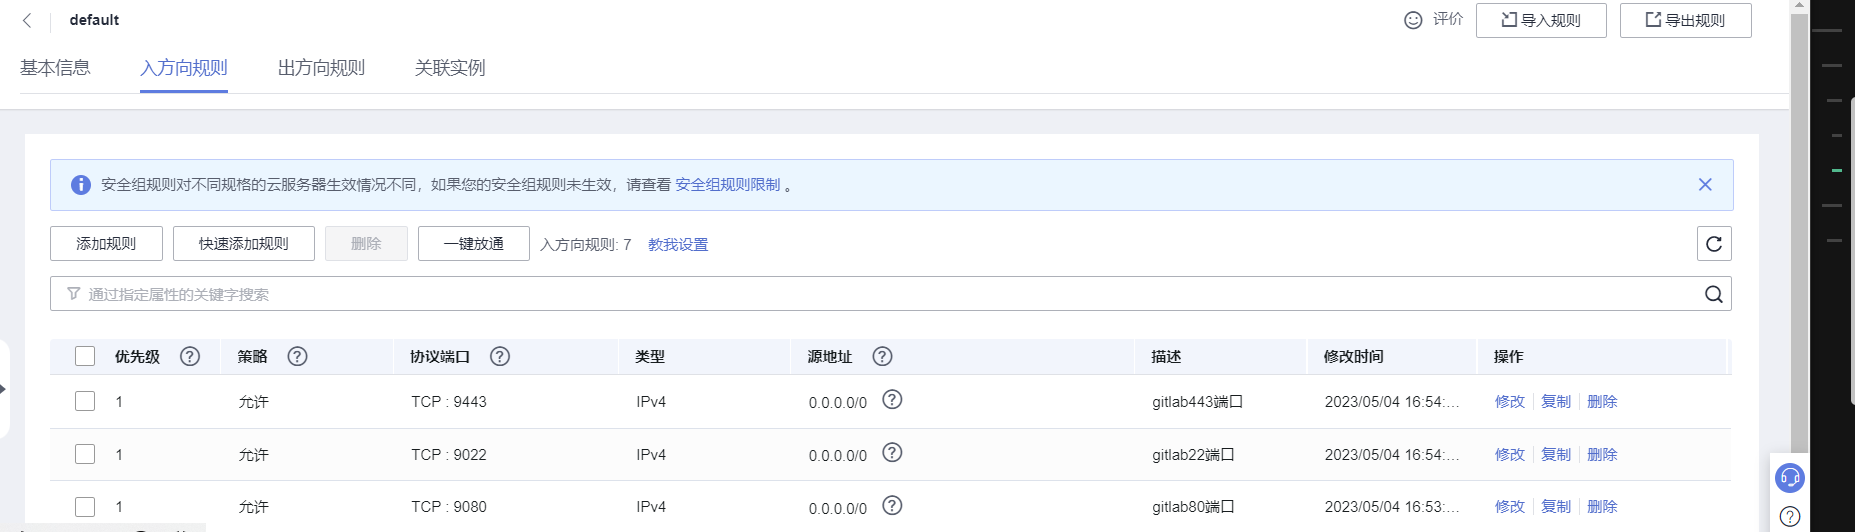 default
评价
导入规则
导出规则
基本信息 入方向规则 出方向规则 关联实例
安全组规则对不同规格的云服务器生效情况不同，如果您的安全组规则未生效，请查看 安全组规则限制 。
添加规则 快速添加规则 删除 一键放通 入方向规则: 7 教我设置
通过指定属性的关键字搜索
优先级 策略 协议端口 类型 源地址 描述 修改时间 操作
1 允许 TCP : 9443 IPv4 0.0.0.0/0 gitlab443端口 2023/05/04 16:54:... 修改 复制 删除
1 允许 TCP : 9022 IPv4 0.0.0.0/0 gitlab22端口 2023/05/04 16:54:... 修改 复制 删除
1 允许 TCP : 9080 IPv4 0.0.0.0/0 gitlab80端口 2023/05/04 16:53:... 修改 复制 删除